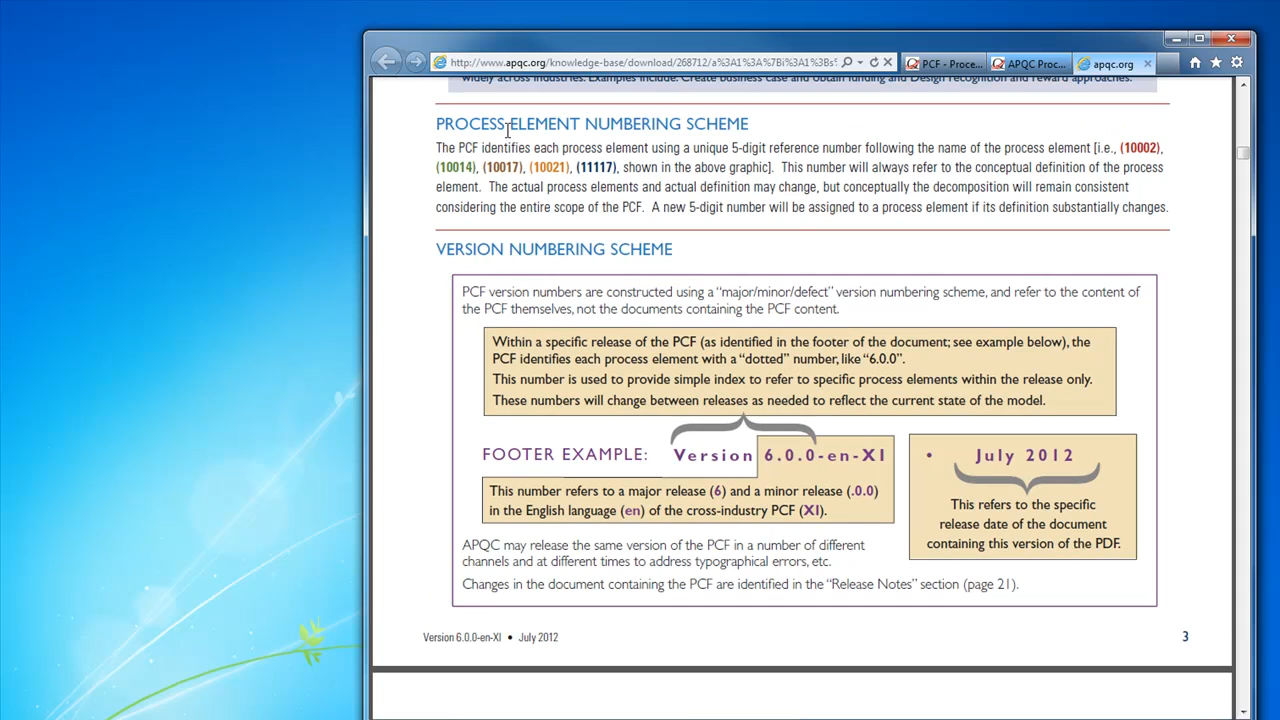 http://www.apqc.org/knowledge-base/download/268712/a%3A1%3A%7Bi%3A1%3Bs%
PCF - Proce...
APQC Proc...
apqc.org
widely across industries. Examples include: Create business case and obtain funding and Design recognition and reward approaches.
PROCESS ELEMENT NUMBERING SCHEME
The PCF identifies each process element using a unique 5-digit reference number following the name of the process element [i.e., (10002),
(10014), (10017), (10021), (11117), shown in the above graphic]. This number will always refer to the conceptual definition of the process
element. The actual process elements and actual definition may change, but conceptually the decomposition will remain consistent
considering the entire scope of the PCF. A new 5-digit number will be assigned to a process element if its definition substantially changes.
VERSION NUMBERING SCHEME
PCF version numbers are constructed using a “major/minor/defect” version numbering scheme, and refer to the content of
the PCF themselves, not the documents containing the PCF content.
Within a specific release of the PCF (as identified in the footer of the document; see example below), the
PCF identifies each process element with a “dotted” number, like “6.0.0”.
This number is used to provide simple index to refer to specific process elements within the release only.
These numbers will change between releases as needed to reflect the current state of the model.
FOOTER EXAMPLE: Version 6.0.0-en-XI • July 2012
This number refers to a major release (6) and a minor release (.0.0)
in the English language (en) of the cross-industry PCF (XI).
This refers to the specific
release date of the document
containing this version of the PDF.
APQC may release the same version of the PCF in a number of different
channels and at different times to address typographical errors, etc.
Changes in the document containing the PCF are identified in the “Release Notes” section (page 21).
Version 6.0.0-en-XI • July 2012
3